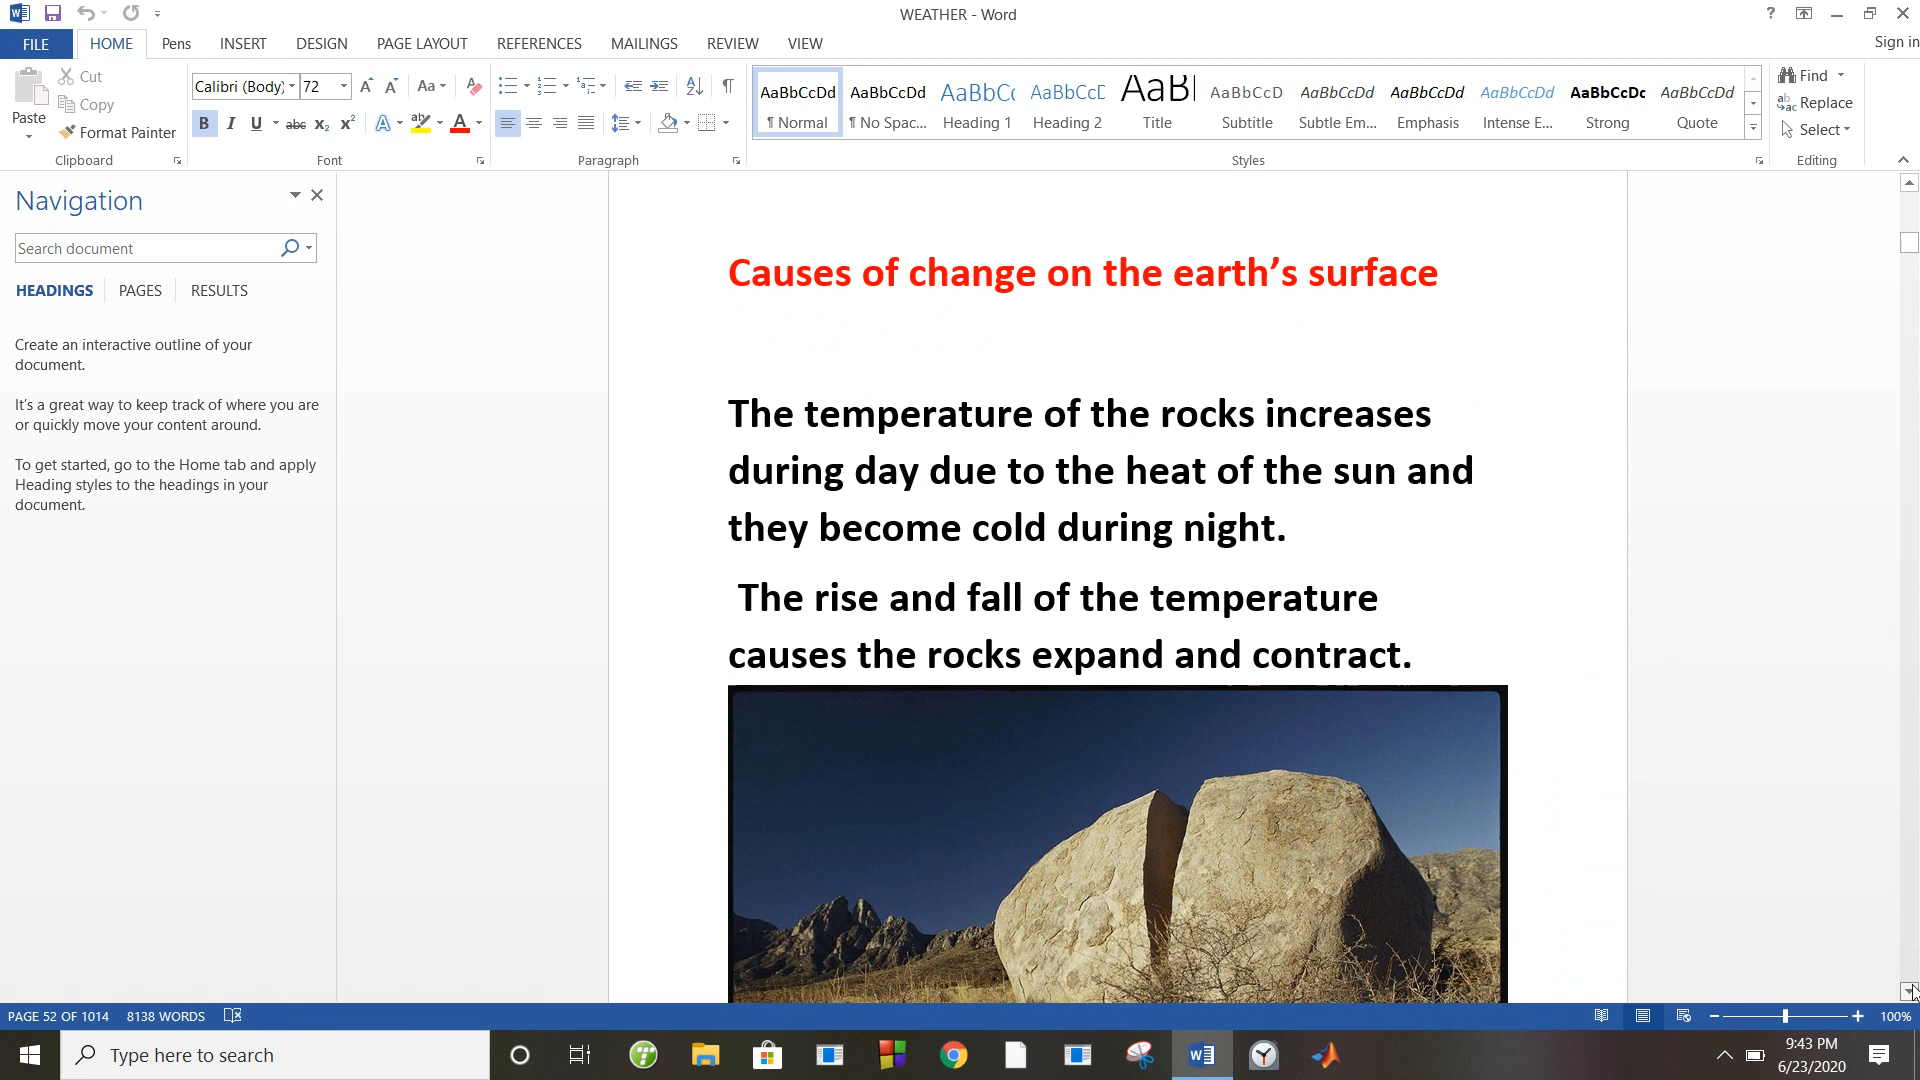 WEATHER - Word
?
FILE
HOME
Pens
INSERT
DESIGN
PAGE LAYOUT
REFERENCES
MAILINGS
REVIEW
VIEW
Sign in
Paste
Cut
Copy
Format Painter
Clipboard
Calibri (Body)
72
Aa
B I U abc X₂ X² A ab A
Font
Paragraph
AaBbCcDd
¶ Normal
AaBbCcDd
¶ No Spac...
AaBbCc
Heading 1
AaBbCcD
Heading 2
AaBb
Title
AaBbCcD
Subtitle
AaBbCcDd
Subtle Em...
AaBbCcDd
Emphasis
AaBbCcDd
Intense E...
AaBbCcDc
Strong
AaBbCcDd
Quote
Styles
Find
Replace
Select
Editing
Navigation
Search document
HEADINGS
PAGES
RESULTS
Create an interactive outline of your
document.
It's a great way to keep track of where you are
or quickly move your content around.
To get started, go to the Home tab and apply
Heading styles to the headings in your
document.
Causes of change on the earth’s surface
The temperature of the rocks increases
during day due to the heat of the sun and
they become cold during night.
The rise and fall of the temperature
causes the rocks expand and contract.
PAGE 52 OF 1014
8138 WORDS
100%
Type here to search
9:43 PM
6/23/2020